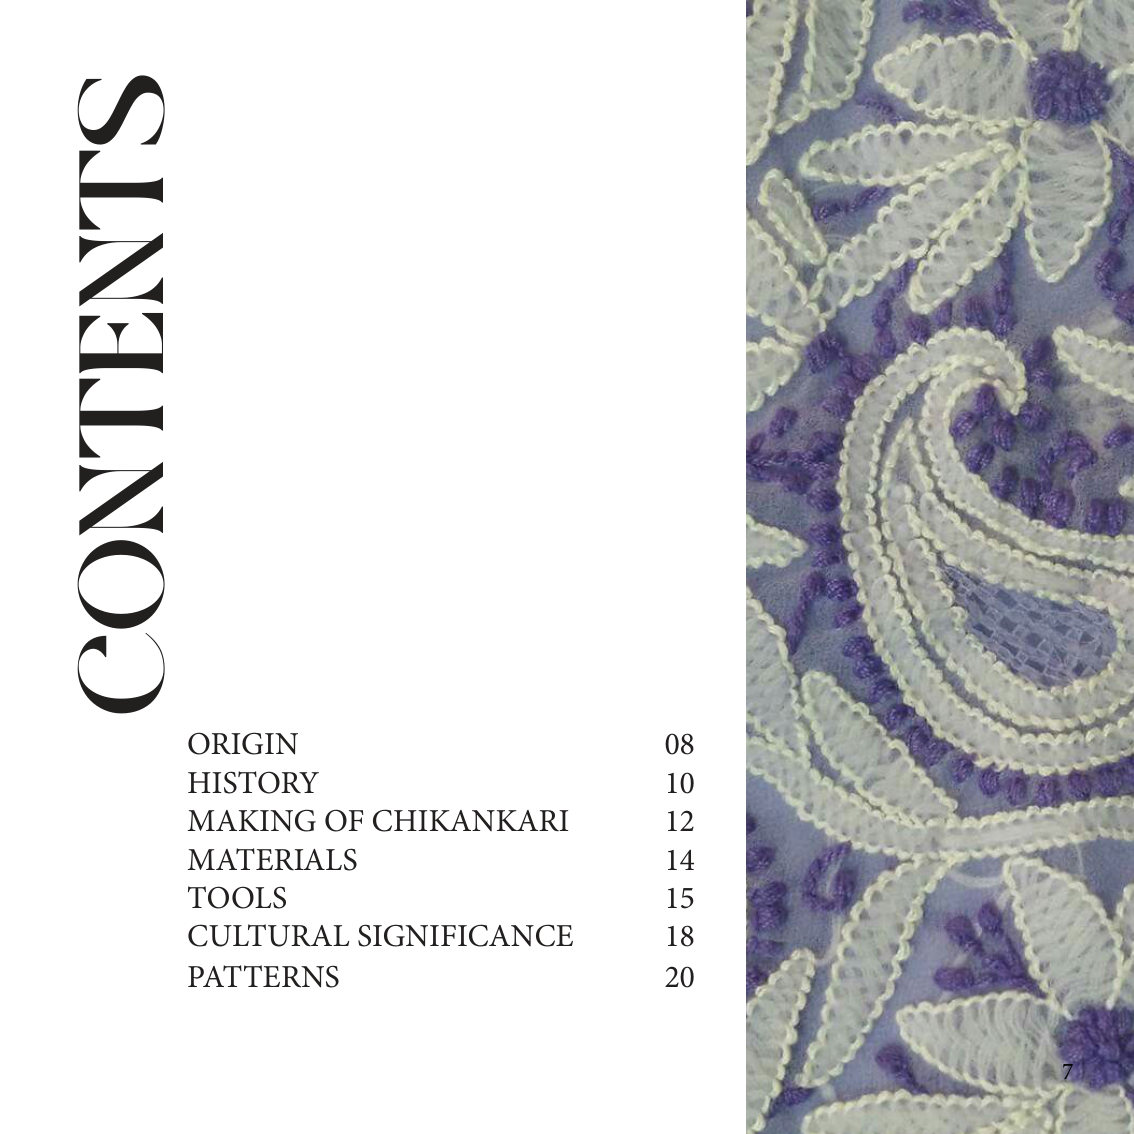 CONTENTS
ORIGIN 08
HISTORY 10
MAKING OF CHIKANKARI 12
MATERIALS 14
TOOLS 15
CULTURAL SIGNIFICANCE 18
PATTERNS 20
7